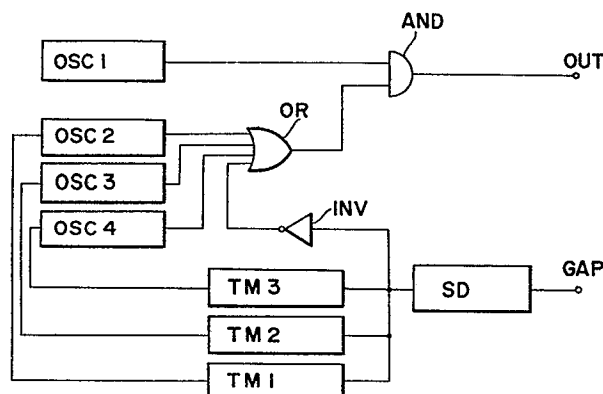 AND
OSC 1
OUT
OSC 2
OR
OSC 3
OSC 4
INV
TM 3
SD
GAP
TM 2
TM 1